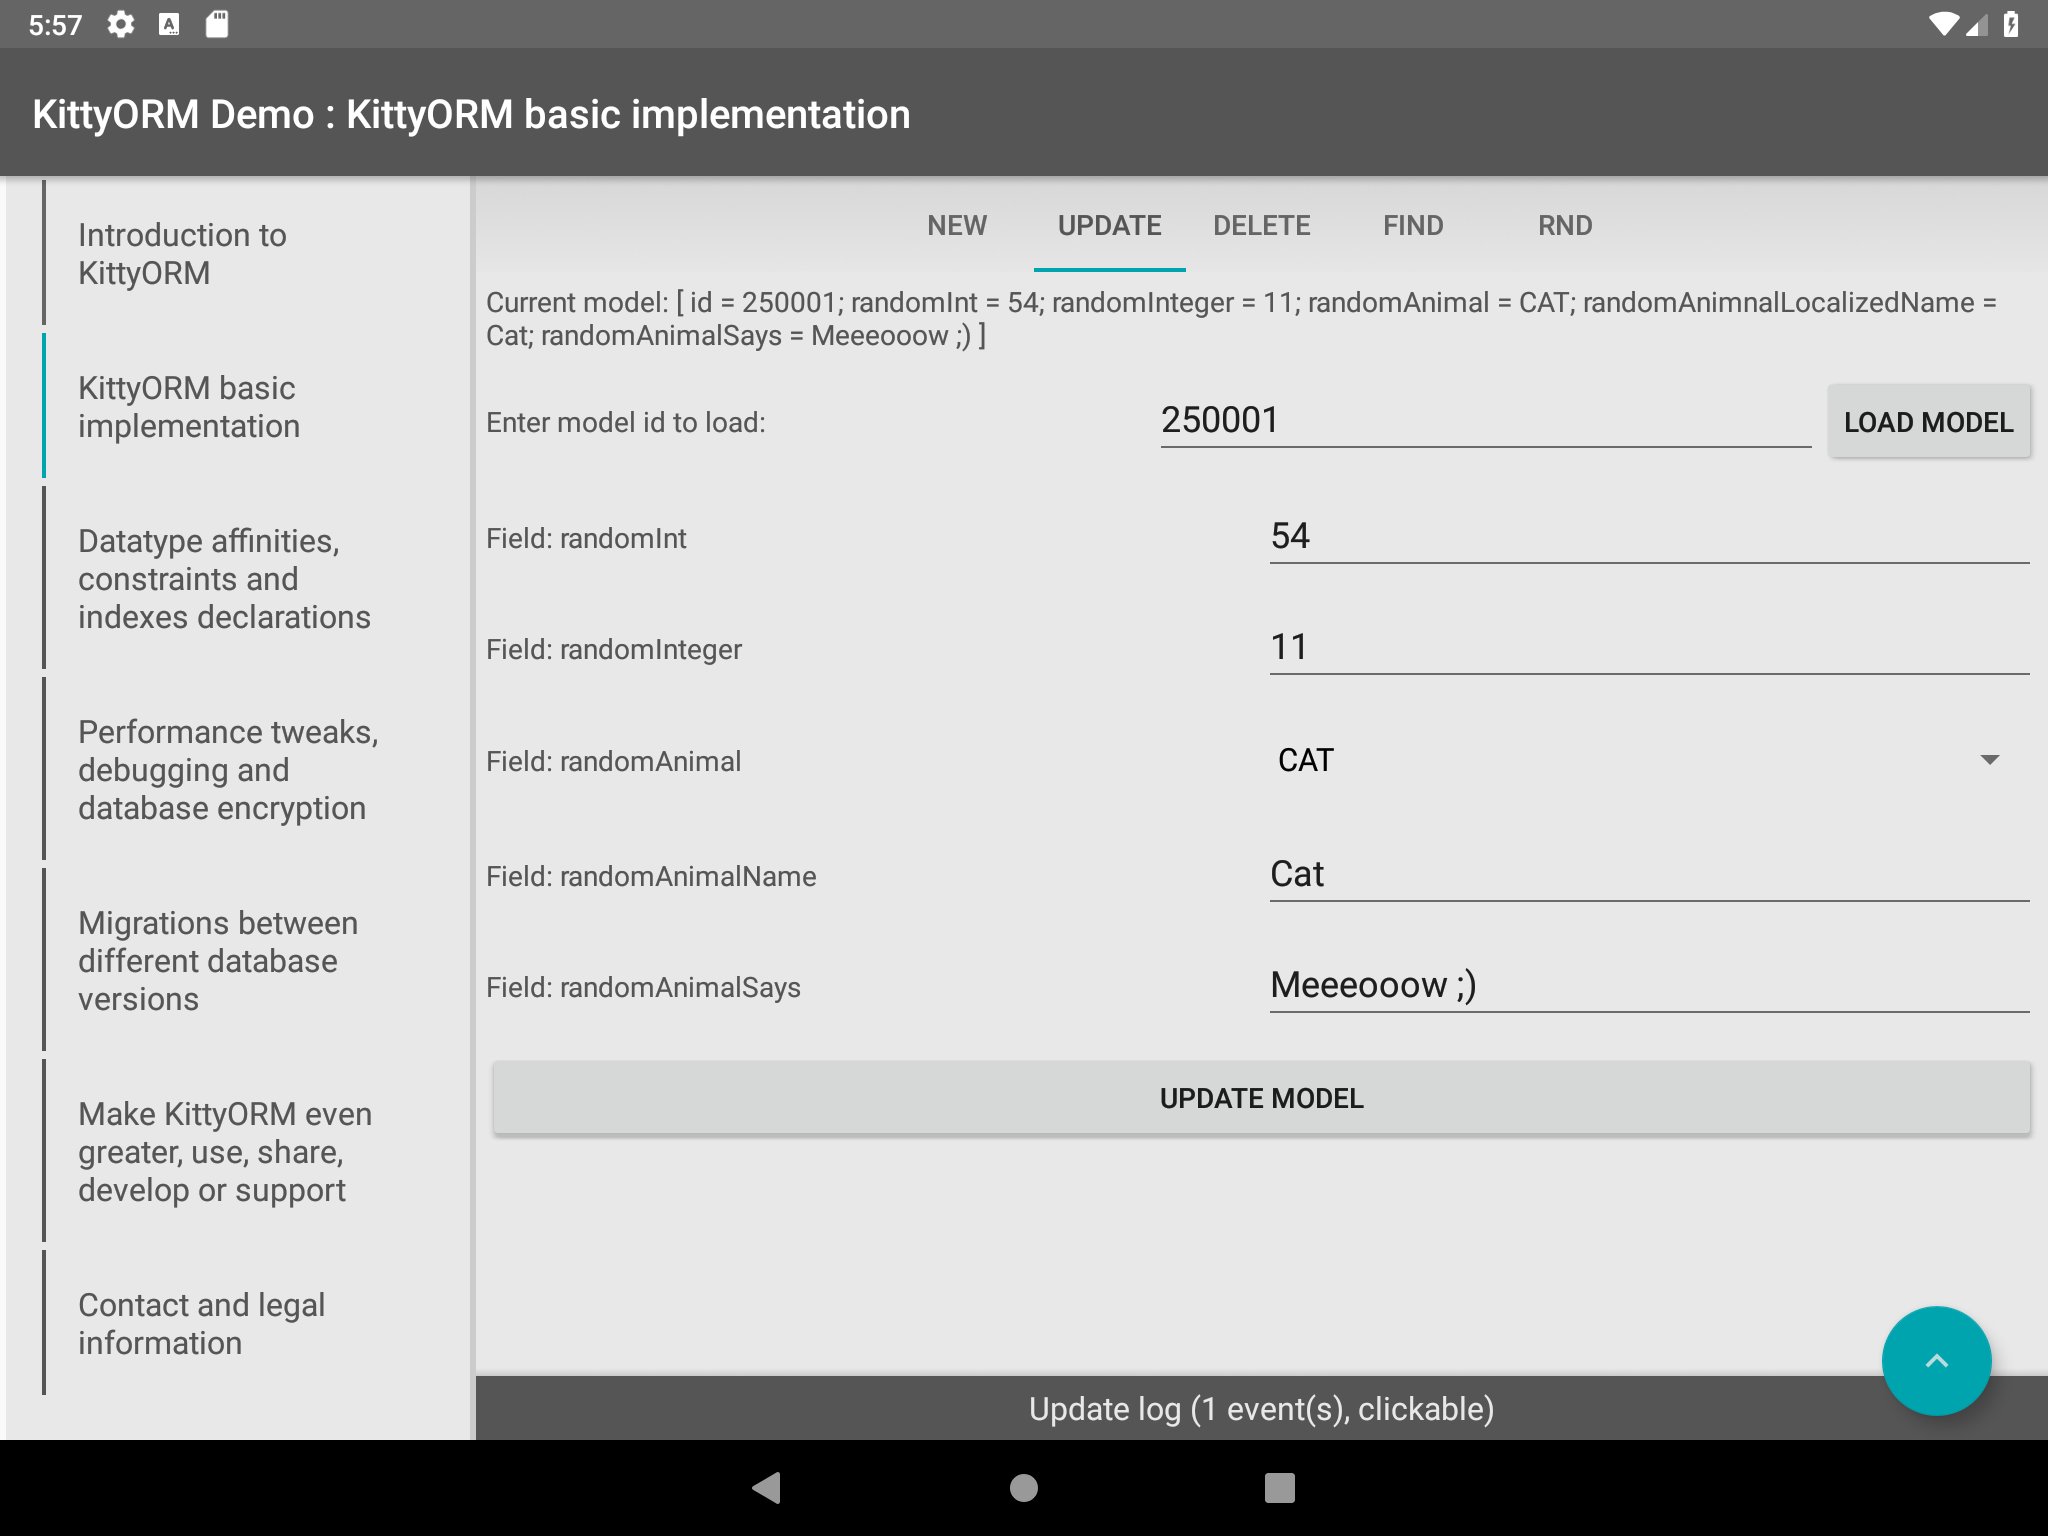 5:57
KittyORM Demo : KittyORM basic implementation
Introduction to
KittyORM
KittyORM basic
implementation
Datatype affinities,
constraints and
indexes declarations
Performance tweaks,
debugging and
database encryption
Migrations between
different database
versions
Make KittyORM even
greater, use, share,
develop or support
Contact and legal
information
NEW UPDATE DELETE FIND RND
Current model: [ id = 250001; randomInt = 54; randomInteger = 11; randomAnimal = CAT; randomAnimnalLocalizedName =
Cat; randomAnimalSays = Meeeooow ;) ]
Enter model id to load: 250001 LOAD MODEL
Field: randomInt 54
Field: randomInteger 11
Field: randomAnimal CAT
Field: randomAnimalName Cat
Field: randomAnimalSays Meeeooow ;)
UPDATE MODEL
Update log (1 event(s), clickable)